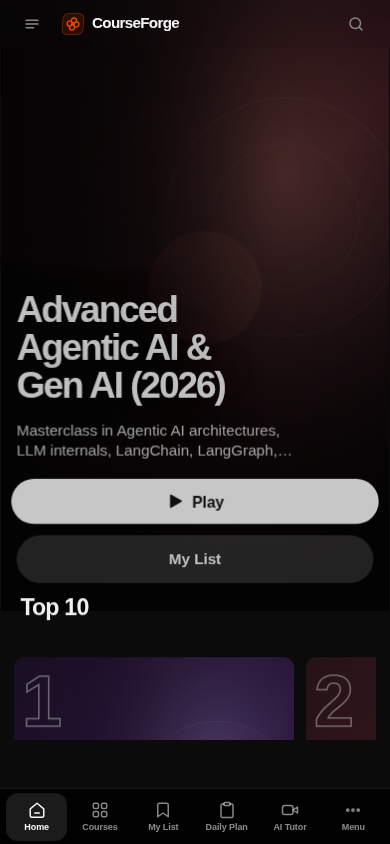 CourseForge
Advanced
Agentic AI &
Gen AI (2026)
Masterclass in Agentic AI architectures,
LLM internals, LangChain, LangGraph,…
Play
My List
Top 10
1
2
Home
Courses
My List
Daily Plan
AI Tutor
Menu